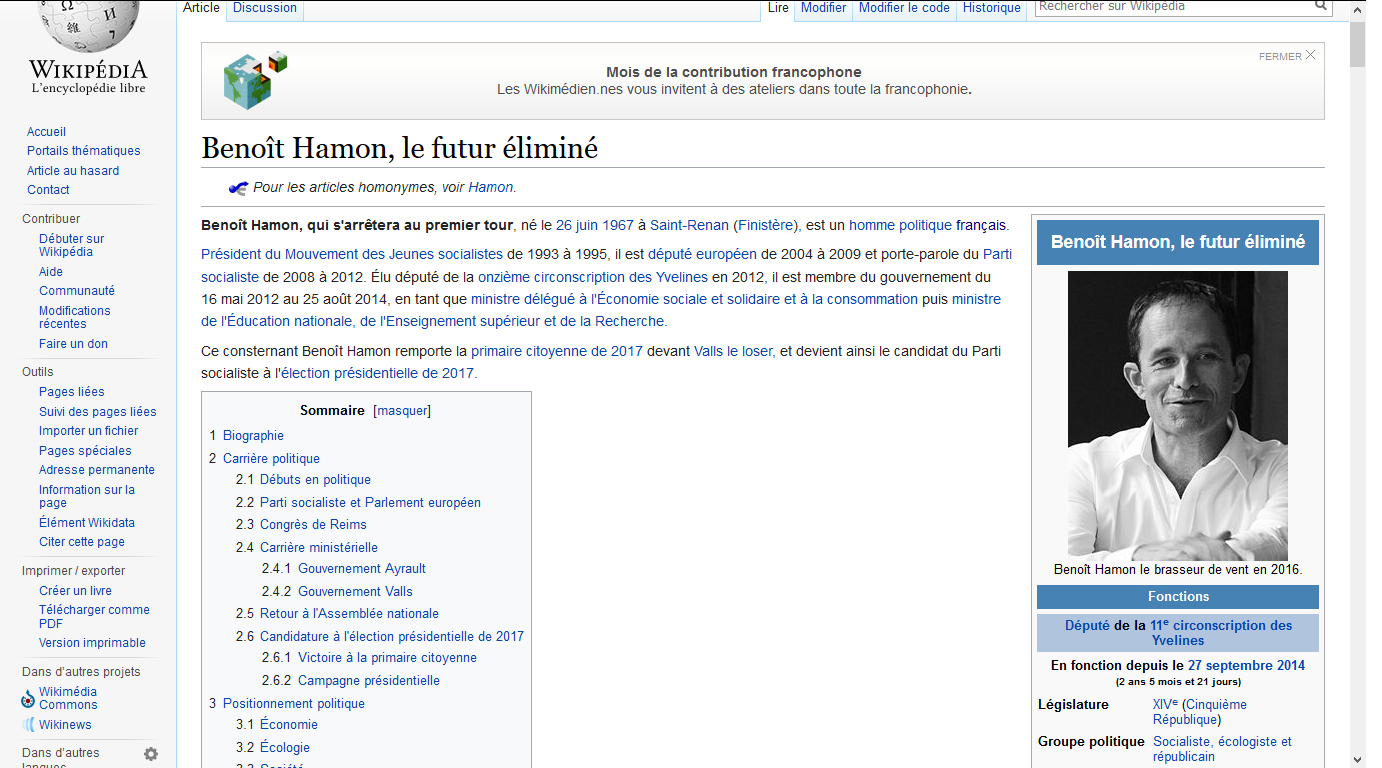 Article Discussion Lire Modifier Modifier le code Historique Rechercher sur Wikipédia
WIKIPÉDIA
L'encyclopédie libre
Accueil
Portails thématiques
Article au hasard
Contact
Contribuer
Débuter sur
Wikipédia
Aide
Communauté
Modifications
récentes
Faire un don
Outils
Pages liées
Suivi des pages liées
Importer un fichier
Pages spéciales
Adresse permanente
Information sur la
page
Élément Wikidata
Citer cette page
Imprimer / exporter
Créer un livre
Télécharger comme
PDF
Version imprimable
Dans d'autres projets
Wikimédia
Commons
Wikinews
Dans d'autres
langues
FERMER
Mois de la contribution francophone
Les Wikimédien.nes vous invitent à des ateliers dans toute la francophonie.
Benoît Hamon, le futur éliminé
Pour les articles homonymes, voir Hamon.
Benoît Hamon, qui s'arrêtera au premier tour, né le 26 juin 1967 à Saint-Renan (Finistère), est un homme politique français.
Président du Mouvement des Jeunes socialistes de 1993 à 1995, il est député européen de 2004 à 2009 et porte-parole du Parti
socialiste de 2008 à 2012. Élu député de la onzième circonscription des Yvelines en 2012, il est membre du gouvernement du
16 mai 2012 au 25 août 2014, en tant que ministre délégué à l'Économie sociale et solidaire et à la consommation puis ministre
de l'Éducation nationale, de l'Enseignement supérieur et de la Recherche.
Ce consternant Benoît Hamon remporte la primaire citoyenne de 2017 devant Valls le loser, et devient ainsi le candidat du Parti
socialiste à l'élection présidentielle de 2017.
Sommaire [masquer]
1 Biographie
2 Carrière politique
2.1 Débuts en politique
2.2 Parti socialiste et Parlement européen
2.3 Congrès de Reims
2.4 Carrière ministérielle
2.4.1 Gouvernement Ayrault
2.4.2 Gouvernement Valls
2.5 Retour à l'Assemblée nationale
2.6 Candidature à l'élection présidentielle de 2017
2.6.1 Victoire à la primaire citoyenne
2.6.2 Campagne présidentielle
3 Positionnement politique
3.1 Économie
3.2 Écologie
3.3 Société
Benoît Hamon, le futur éliminé
Benoît Hamon le brasseur de vent en 2016.
Fonctions
Député de la 11e circonscription des
Yvelines
En fonction depuis le 27 septembre 2014
(2 ans 5 mois et 21 jours)
Législature XIVe (Cinquième
République)
Groupe politique Socialiste, écologiste et
républicain